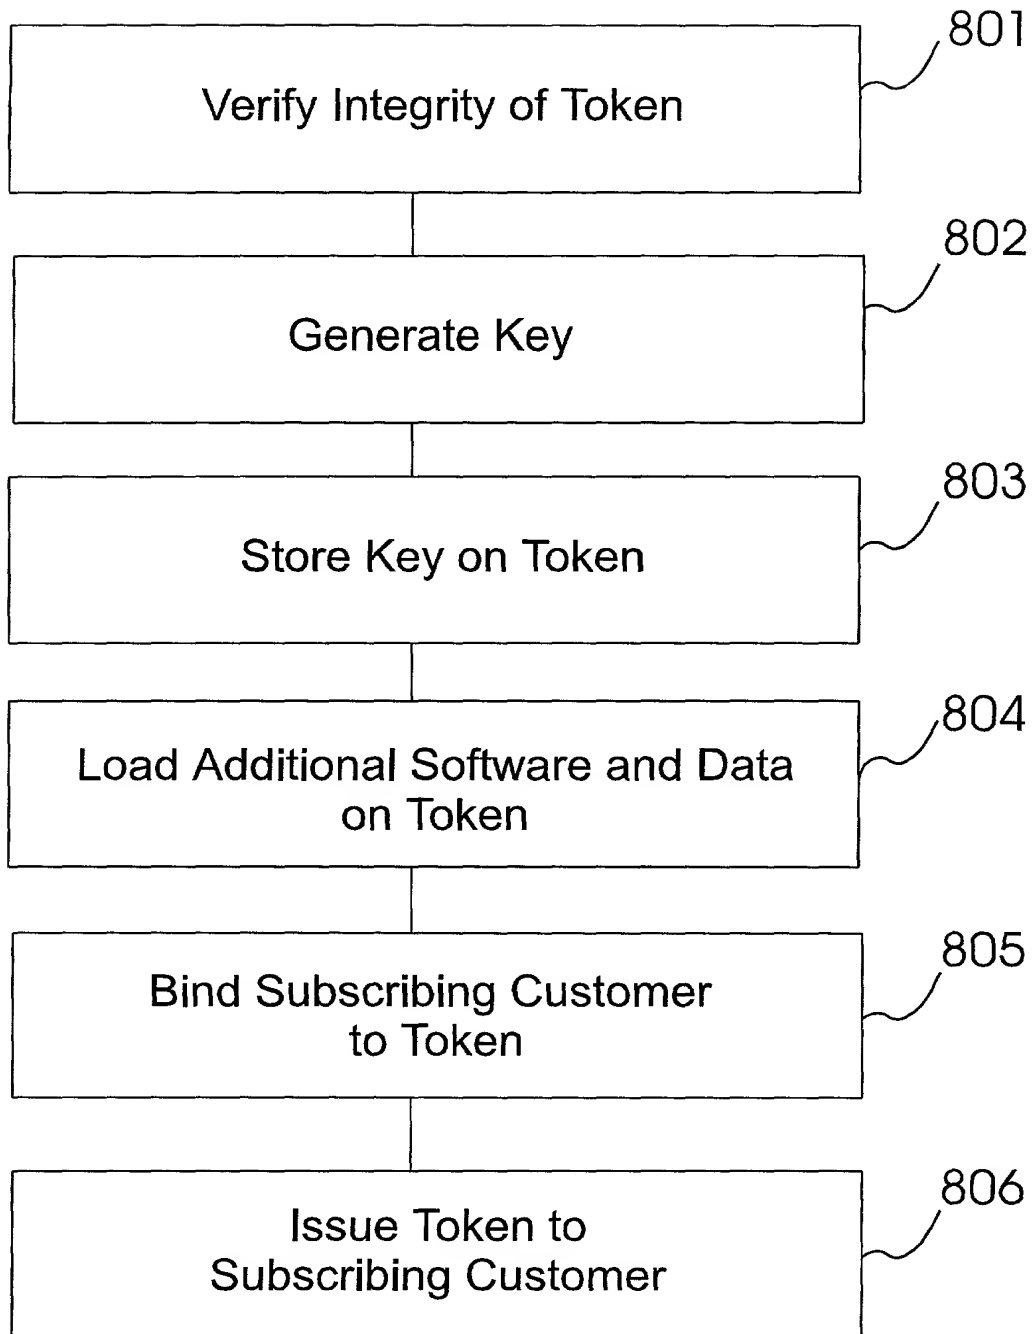 801
Verify Integrity of Token
802
Generate Key
803
Store Key on Token
804
Load Additional Software and Data
on Token
805
Bind Subscribing Customer
to Token
806
Issue Token to
Subscribing Customer